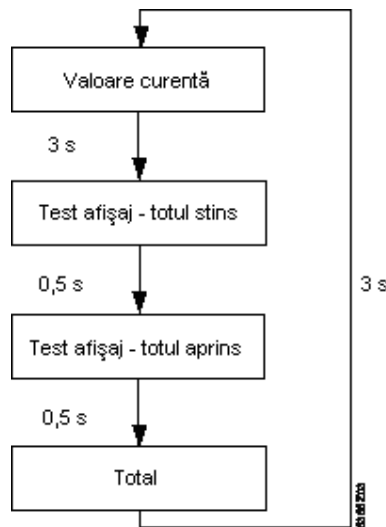 Valoare curentă
3 s
Test afişaj - totul stins
0,5 s
3 s
Test afişaj - totul aprins
0,5 s
Total